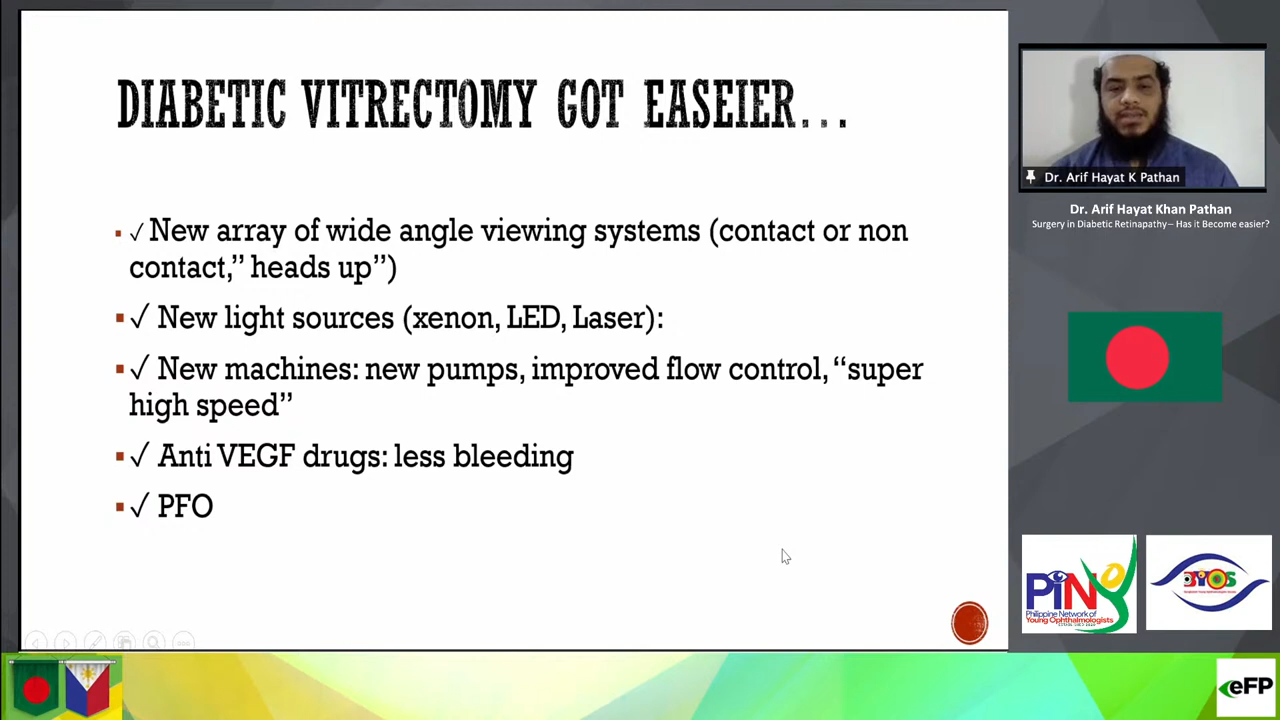 DIABETIC VITRECTOMY GOT EASEIER...
✓ New array of wide angle viewing systems (contact or non
contact,” heads up”)
✓ New light sources (xenon, LED, Laser):
✓ New machines: new pumps, improved flow control, “super
high speed”
✓ Anti VEGF drugs: less bleeding
✓ PFO
Dr. Arif Hayat K Pathan
Dr. Arif Hayat Khan Pathan
Surgery in Diabetic Retinapathy– Has it Become easier?
PiNY
Philippine Network of
Young Ophthalmologists
BYOS
eFP